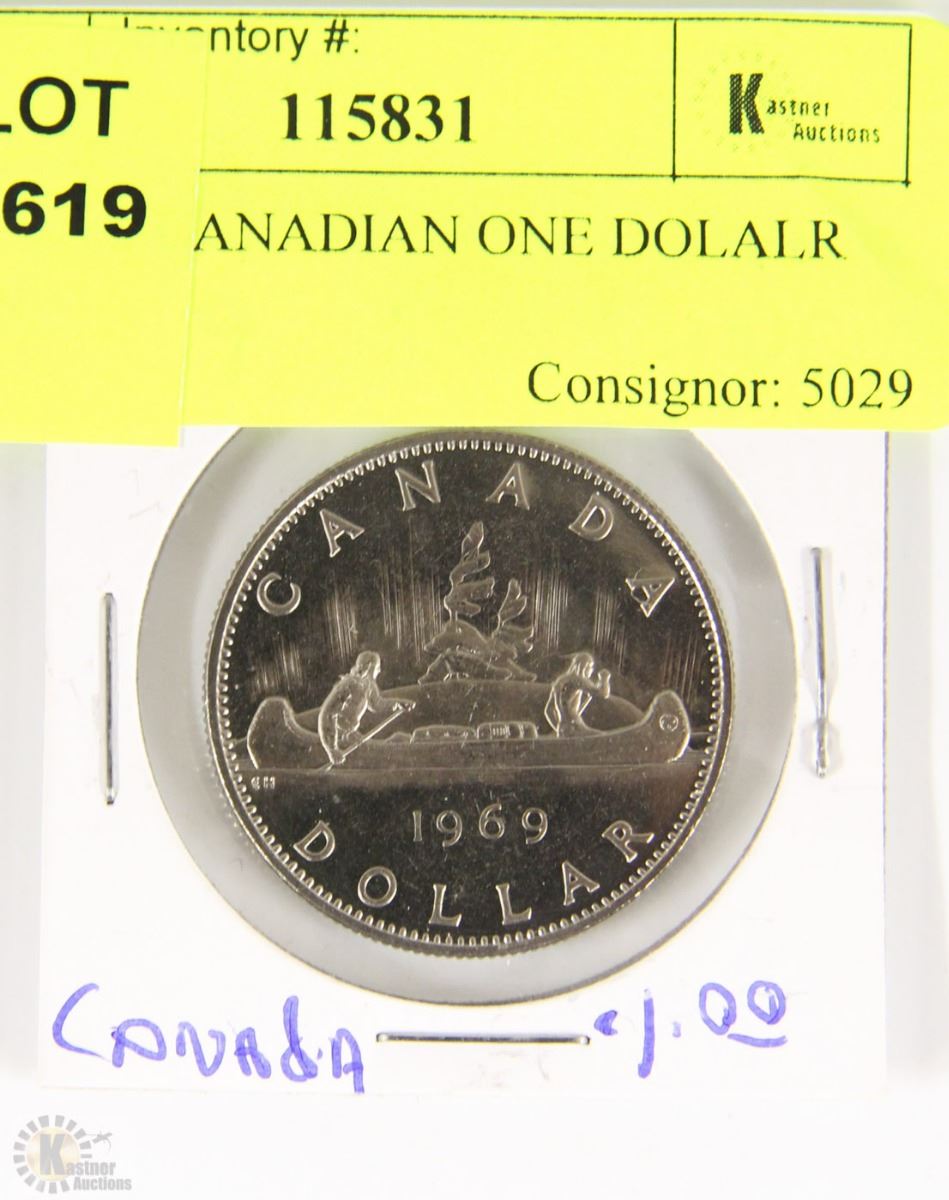 Inventory #:
LOT
619
115831
Kastner
Auctions
ANADIAN ONE DOLALR
Consignor: 5029
CANADA
EH
1969
DOLLAR
CANADA
1.00
Kastner
Auctions